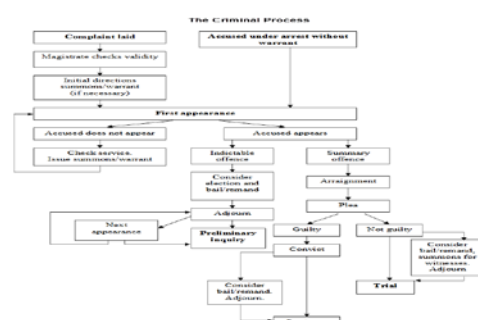 The Criminal Process
Complaint laid
Accused under arrest without
warrant
Magistrate checks validity
Initial directions
summons/warrant
(if necessary)
First appearance
Accused does not appear
Accused appears
Check service.
Issue summons/warrant
Indictable
offence
Summary
offence
Consider
election and
bail/remand
Arraignment
Plea
Adjourn
Next
appearance
Preliminary
Inquiry
Guilty
Not guilty
Convict
Consider
bail/remand,
summons for
witnesses.
Adjourn
Consider
bail/remand.
Adjourn.
Trial